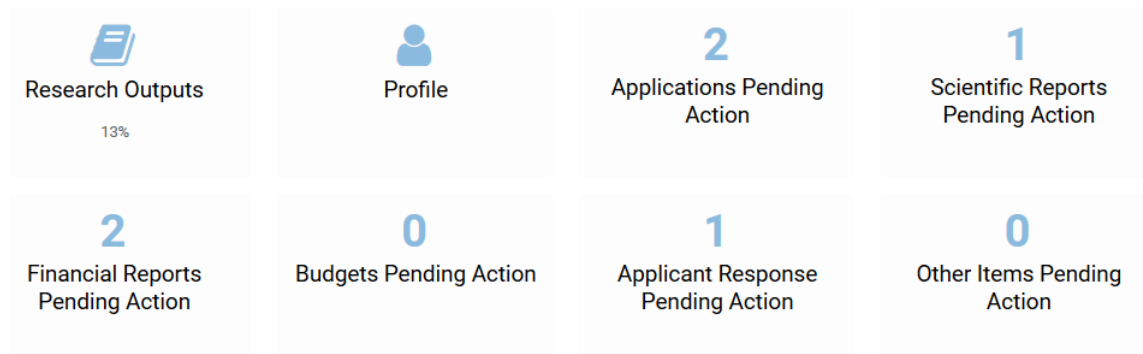 Research Outputs
13%
Profile
2
Applications Pending
Action
1
Scientific Reports
Pending Action
2
Financial Reports
Pending Action
0
Budgets Pending Action
1
Applicant Response
Pending Action
0
Other Items Pending
Action